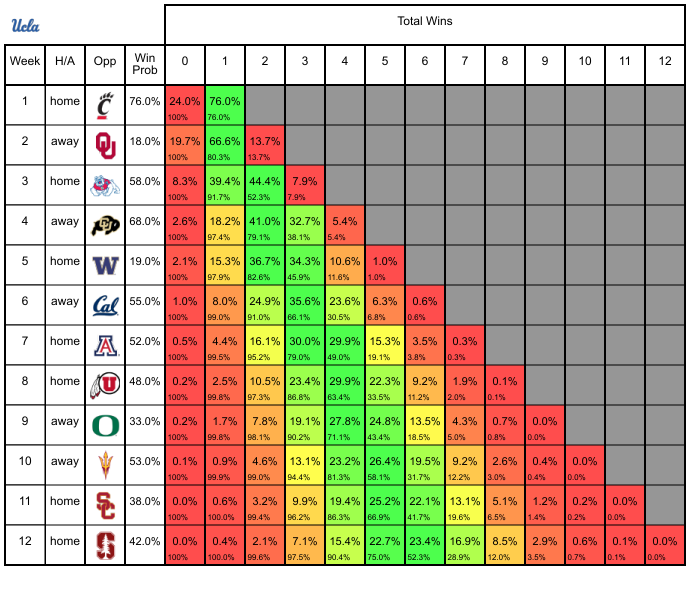 Ucla
Total Wins
Week H/A Opp Win Prob 0 1 2 3 4 5 6 7 8 9 10 11 12
1 home C 76.0% 24.0% 76.0%
100% 76.0%
2 away OU 18.0% 19.7% 66.6% 13.7%
100% 80.3% 13.7%
3 home 58.0% 8.3% 39.4% 44.4% 7.9%
100% 91.7% 52.3% 7.9%
4 away CU 68.0% 2.6% 18.2% 41.0% 32.7% 5.4%
100% 97.4% 79.1% 38.1% 5.4%
5 home W 19.0% 2.1% 15.3% 36.7% 34.3% 10.6% 1.0%
100% 97.9% 82.6% 45.9% 11.6% 1.0%
6 away Cal 55.0% 1.0% 8.0% 24.9% 35.6% 23.6% 6.3% 0.6%
100% 99.0% 91.0% 66.1% 30.5% 6.8% 0.6%
7 home A 52.0% 0.5% 4.4% 16.1% 30.0% 29.9% 15.3% 3.5% 0.3%
100% 99.5% 95.2% 79.0% 49.0% 19.1% 3.8% 0.3%
8 home U 48.0% 0.2% 2.5% 10.5% 23.4% 29.9% 22.3% 9.2% 1.9% 0.1%
100% 99.8% 97.3% 86.8% 63.4% 33.5% 11.2% 2.0% 0.1%
9 away O 33.0% 0.2% 1.7% 7.8% 19.1% 27.8% 24.8% 13.5% 4.3% 0.7% 0.0%
100% 99.8% 98.1% 90.2% 71.1% 43.4% 18.5% 5.0% 0.8% 0.0%
10 away 53.0% 0.1% 0.9% 4.6% 13.1% 23.2% 26.4% 19.5% 9.2% 2.6% 0.4% 0.0%
100% 99.9% 99.0% 94.4% 81.3% 58.1% 31.7% 12.2% 3.0% 0.4% 0.0%
11 home SC 38.0% 0.0% 0.6% 3.2% 9.9% 19.4% 25.2% 22.1% 13.1% 5.1% 1.2% 0.2% 0.0%
100% 100.0% 99.4% 96.2% 86.3% 66.9% 41.7% 19.6% 6.5% 1.4% 0.2% 0.0%
12 home S 42.0% 0.0% 0.4% 2.1% 7.1% 15.4% 22.7% 23.4% 16.9% 8.5% 2.9% 0.6% 0.1% 0.0%
100% 100.0% 99.6% 97.5% 90.4% 75.0% 52.3% 28.9% 12.0% 3.5% 0.7% 0.1% 0.0%